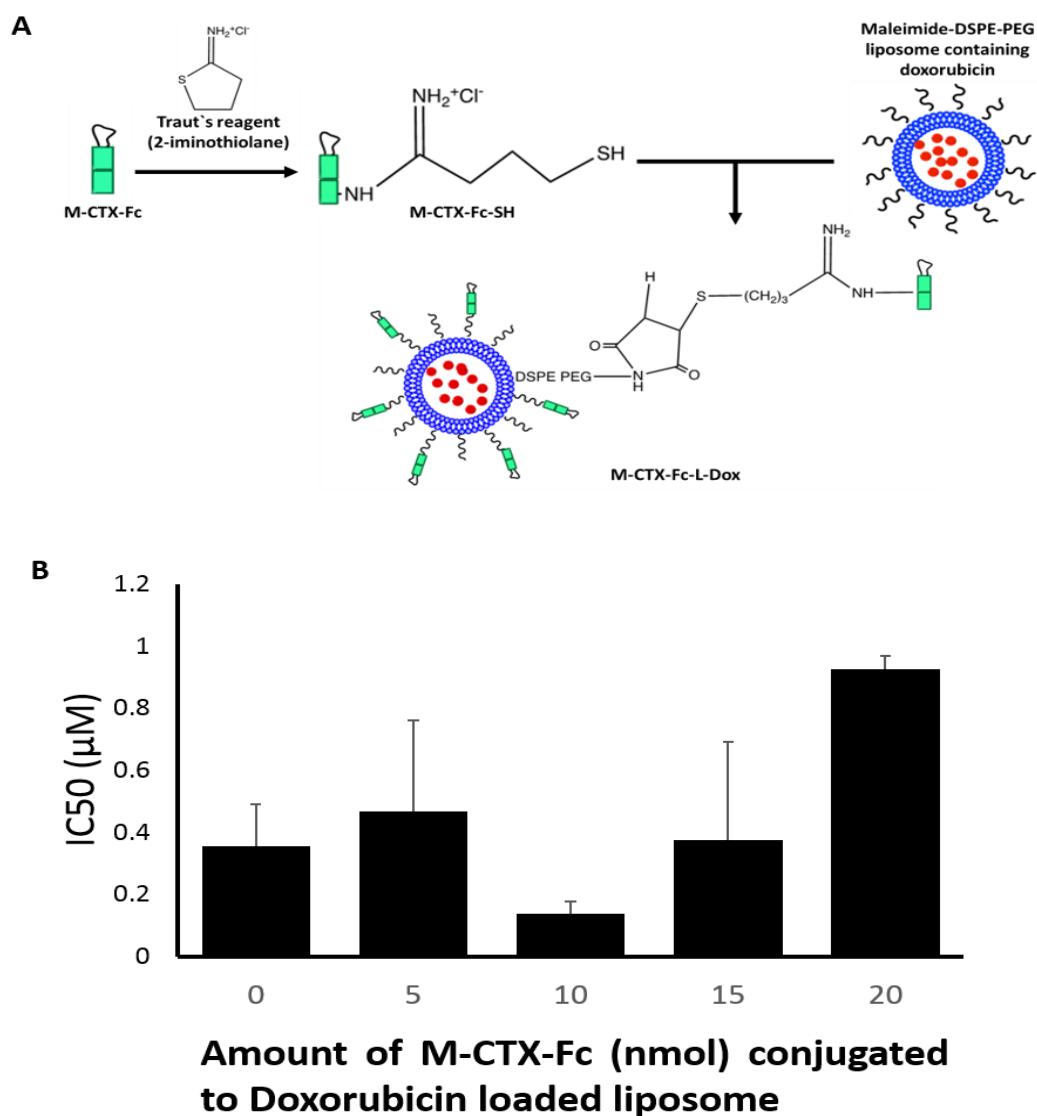 A
NH₂⁺Cl⁻
S
Traut`s reagent
(2-iminothiolane)
M-CTX-Fc
NH₂⁺Cl⁻
NH
SH
M-CTX-Fc-SH
Maleimide-DSPE-PEG
liposome containing
doxorubicin
NH₂
H
S
(CH₂)₃
NH
O
O
N
H
DSPE PEG
M-CTX-Fc-L-Dox
B
1.2
1
0.8
0.6
0.4
0.2
0
IC50 (μM)
0 5 10 15 20
Amount of M-CTX-Fc (nmol) conjugated
to Doxorubicin loaded liposome